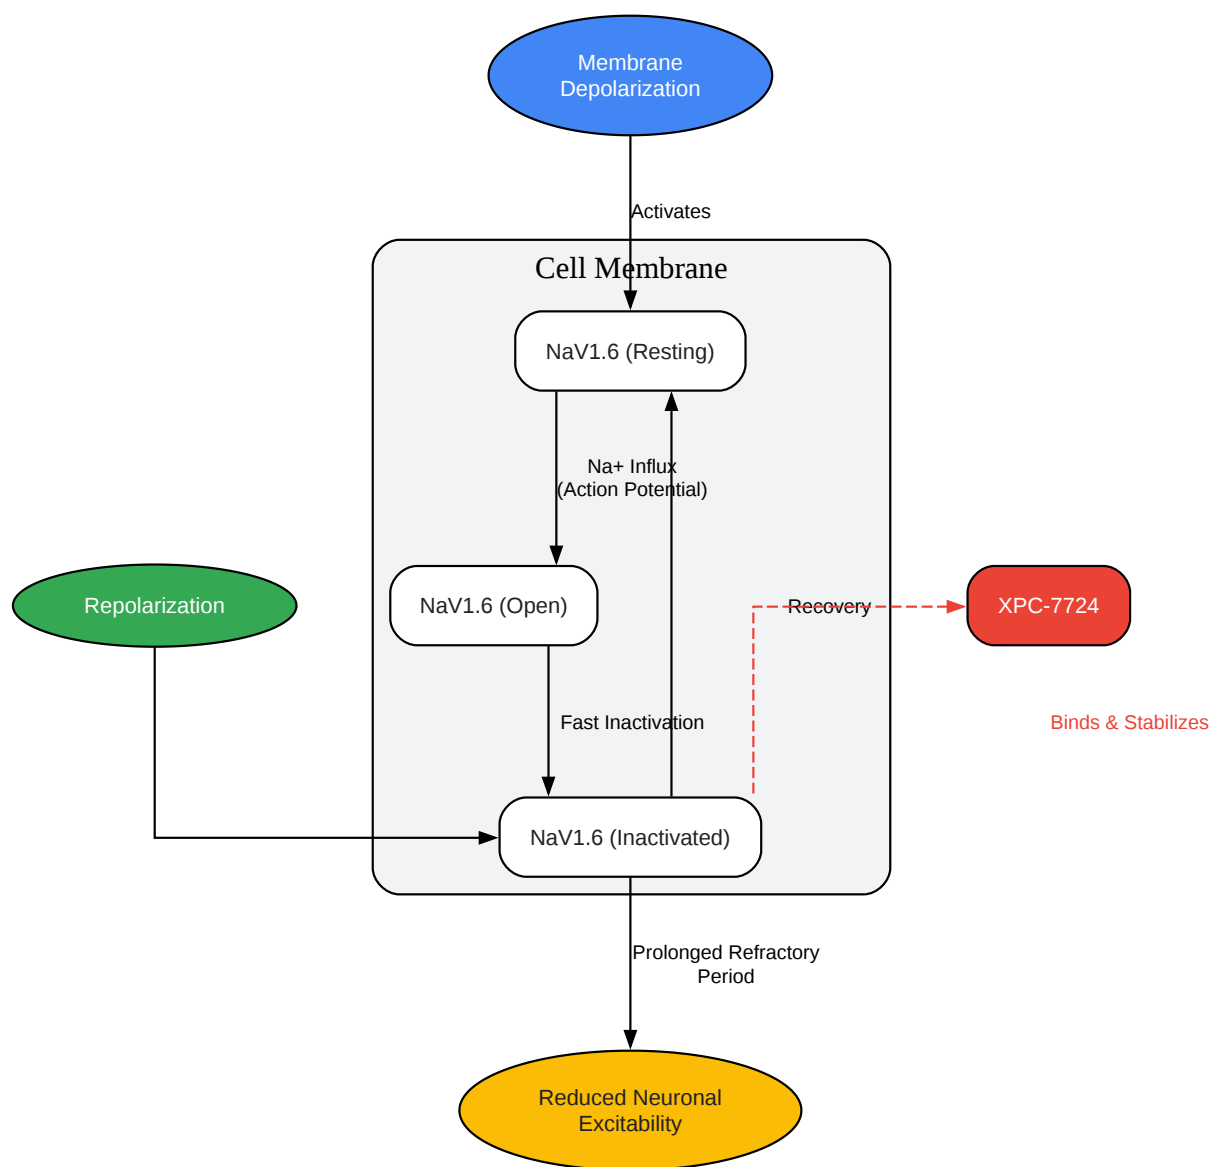 Membrane
Depolarization
Activates
Cell Membrane
NaV1.6 (Resting)
Na+ Influx
(Action Potential)
Repolarization
NaV1.6 (Open)
Recovery
XPC-7724
Fast Inactivation
Binds & Stabilizes
NaV1.6 (Inactivated)
Prolonged Refractory
Period
Reduced Neuronal
Excitability